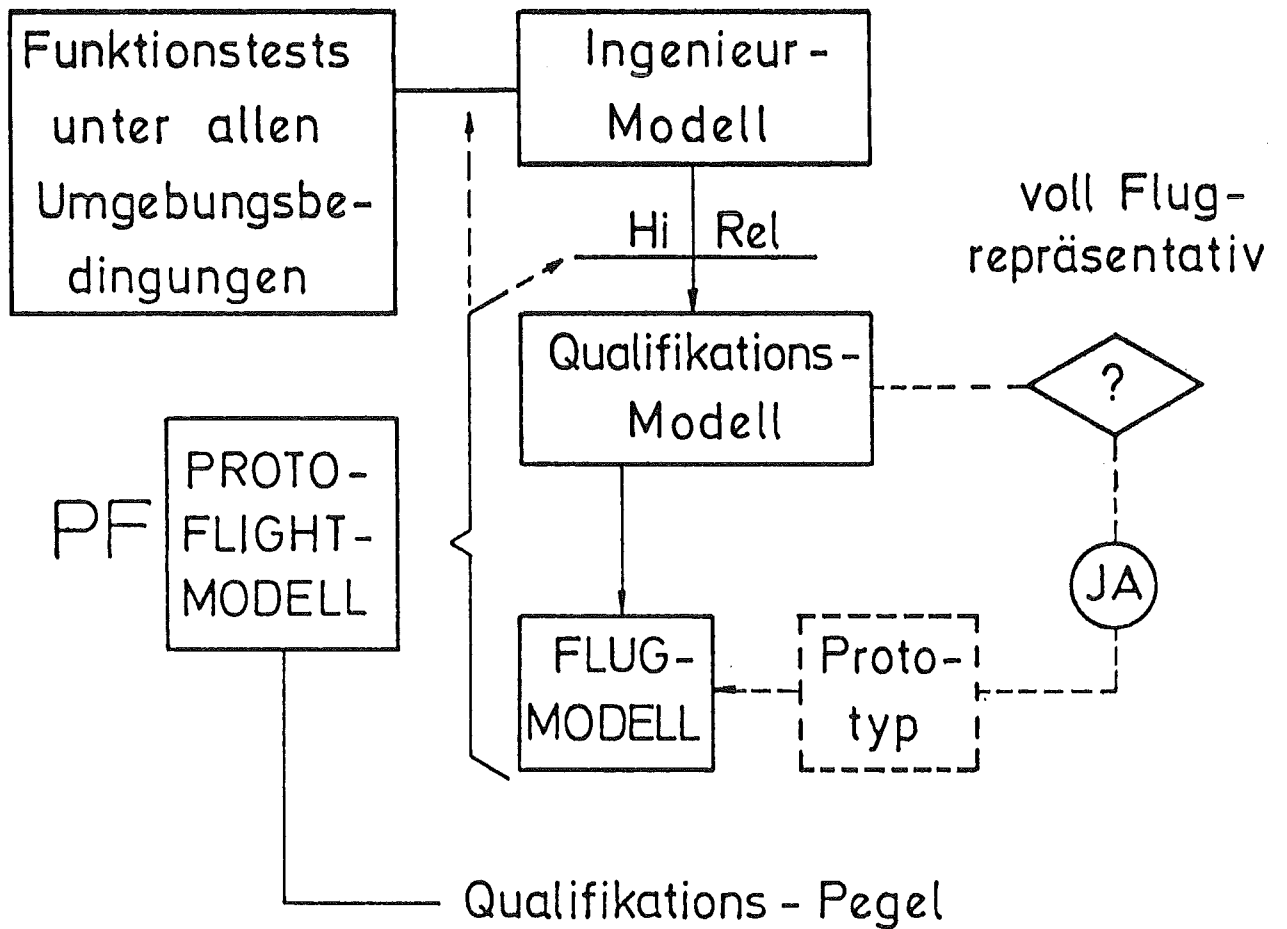 Funktionstests
unter allen
Umgebungsbe-
dingungen
Ingenieur-
Modell
Hi Rel
voll Flug-
repräsentativ
Qualifikations-
Modell
?
PF
PROTO-
FLIGHT-
MODELL
JA
FLUG-
MODELL
Proto-
typ
Qualifikations - Pegel